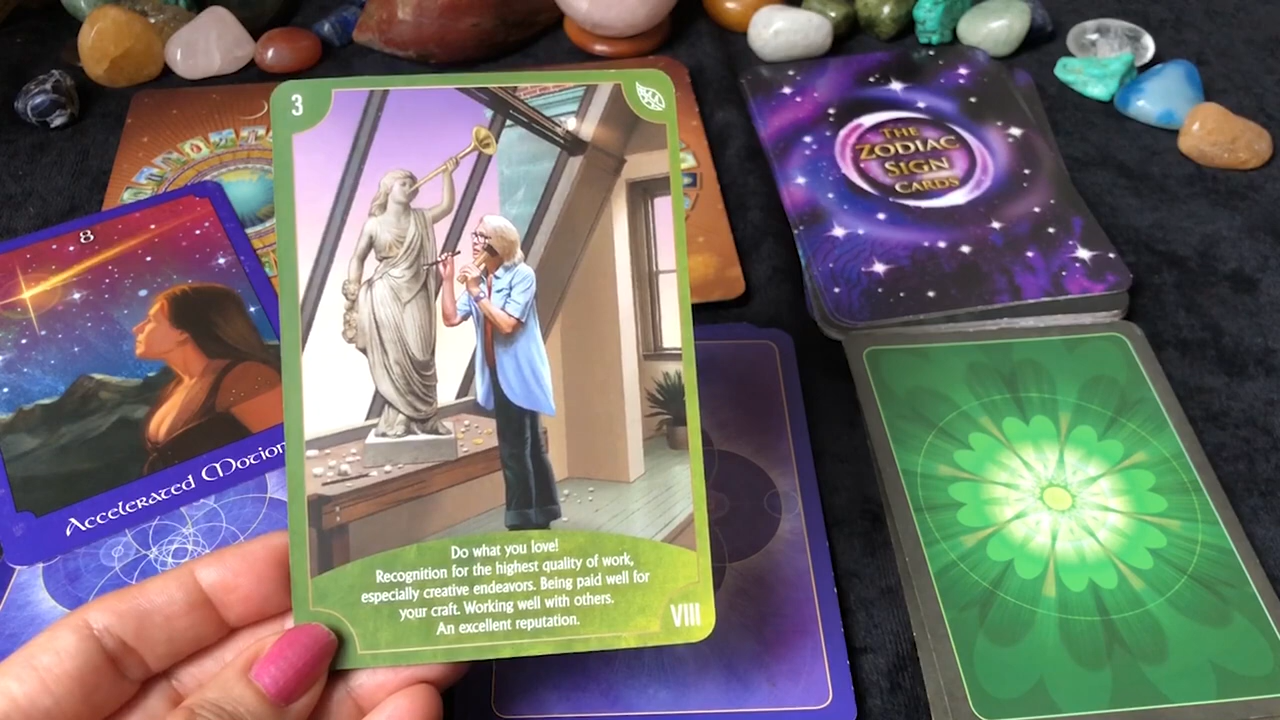 3
Do what you love!
Recognition for the highest quality of work,
especially creative endeavors. Being paid well for
your craft. Working well with others.
An excellent reputation.
VIII
8
Accelerated Motion
THE
ZODIAC
SIGN
CARDS